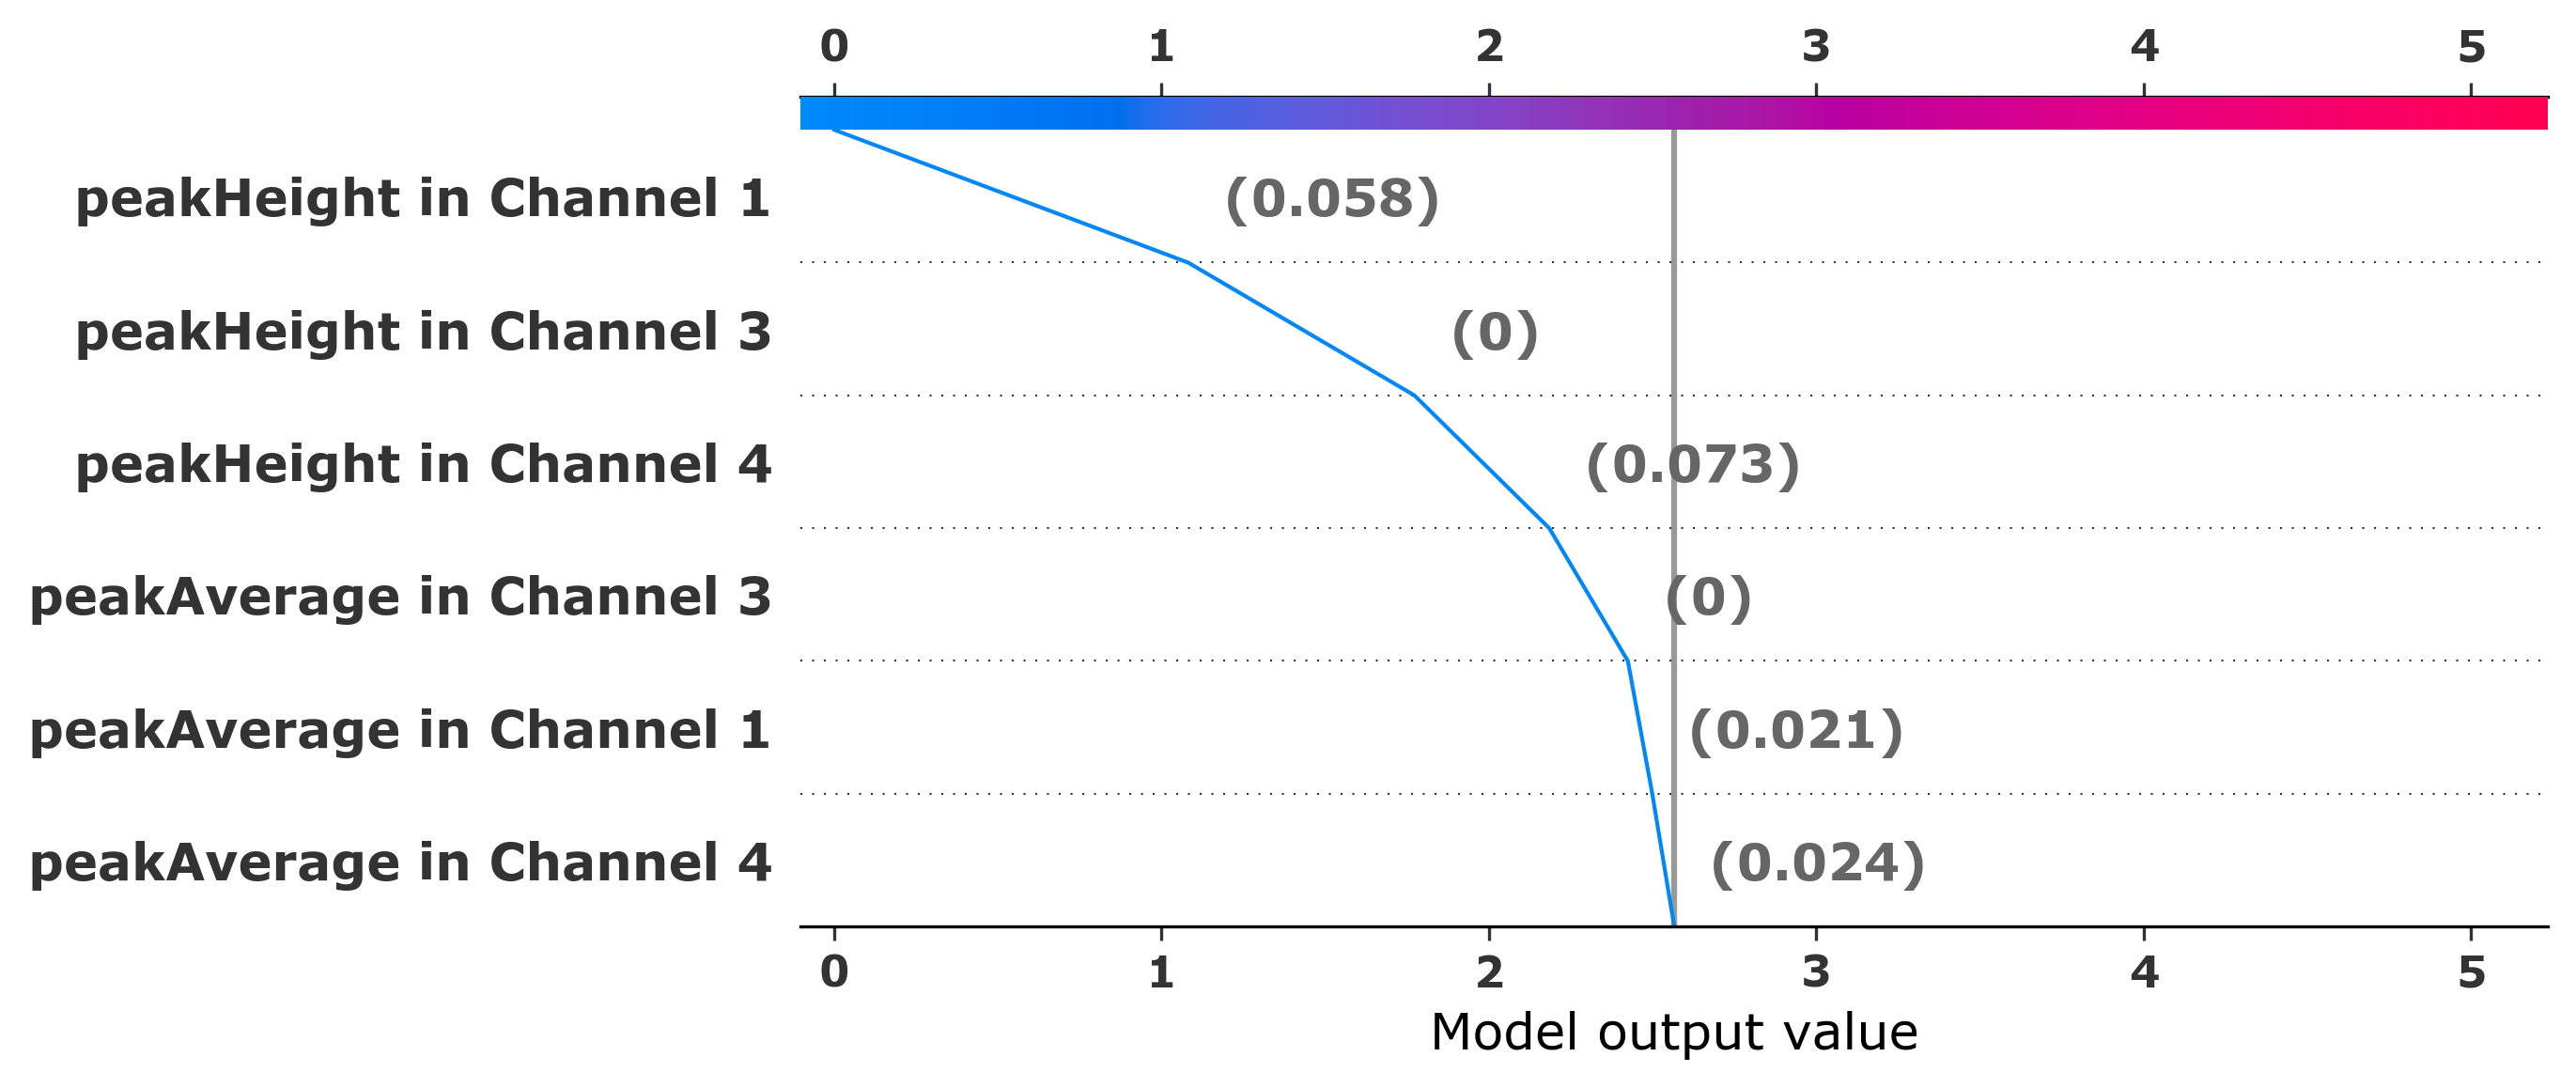 0 1 2 3 4 5
peakHeight in Channel 1 (0.058)
peakHeight in Channel 3 (0)
peakHeight in Channel 4 (0.073)
peakAverage in Channel 3 (0)
peakAverage in Channel 1 (0.021)
peakAverage in Channel 4 (0.024)
0 1 2 3 4 5
Model output value